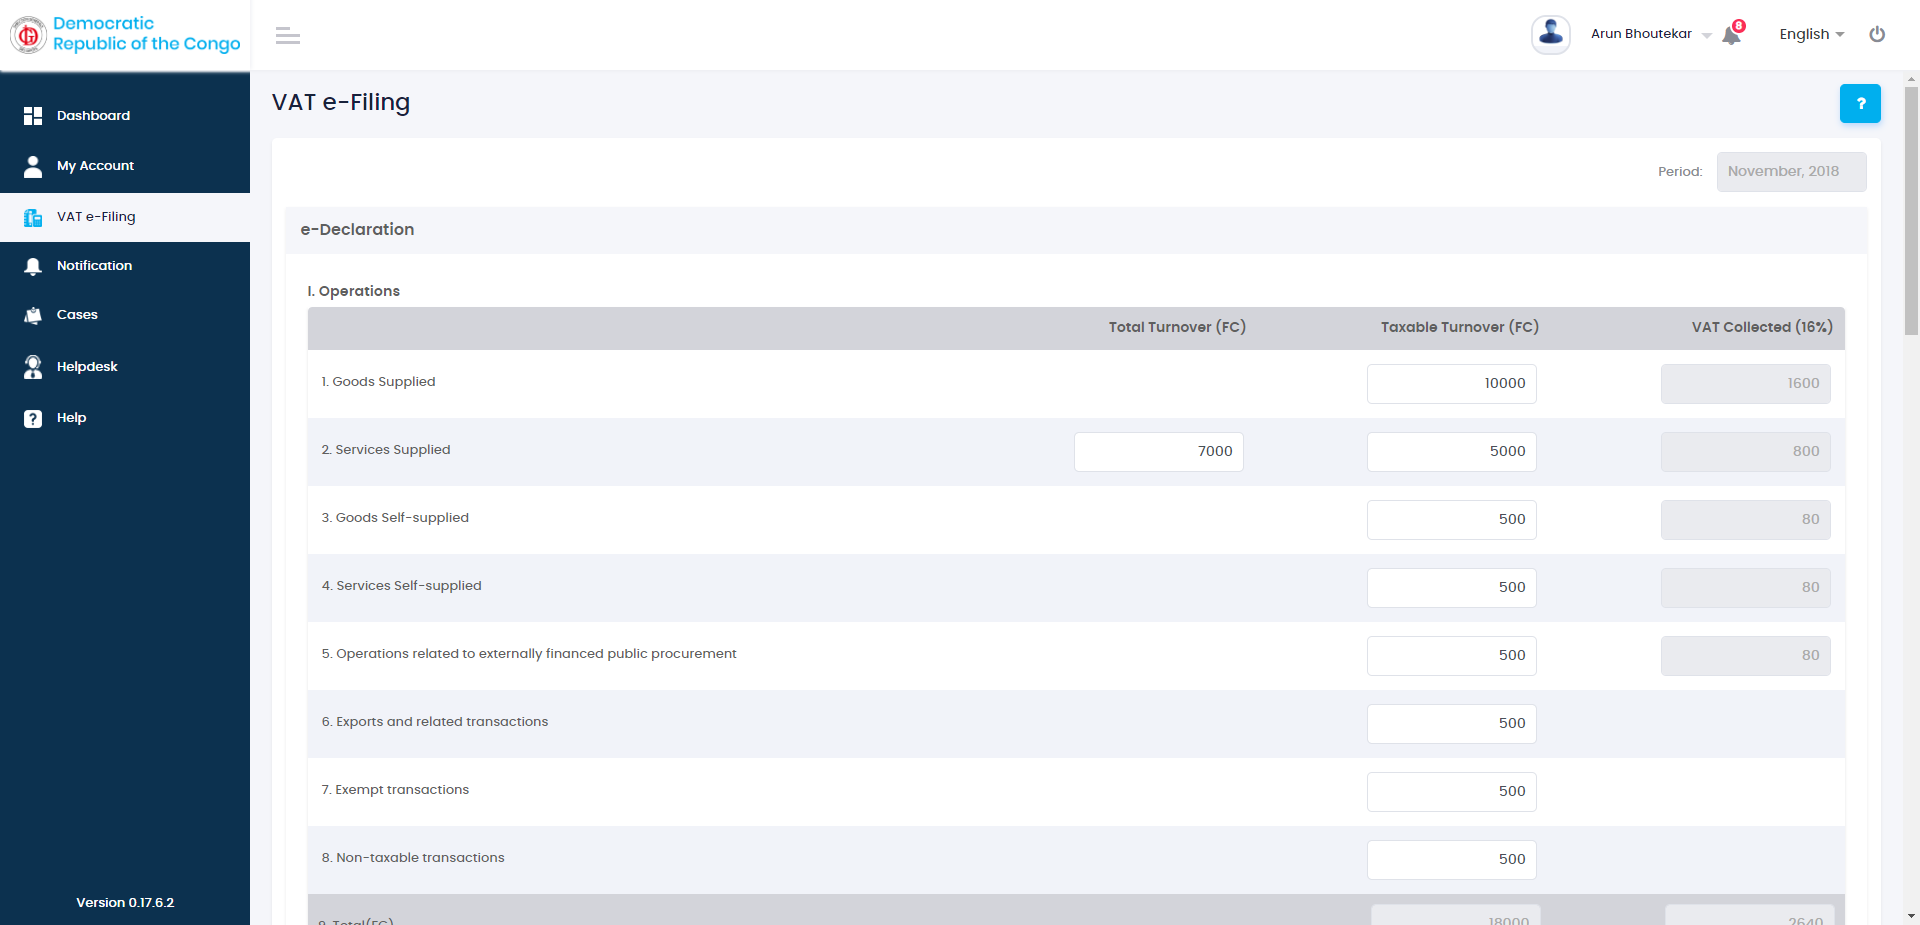 Democratic
Republic of the Congo
Arun Bhoutekar
8
English
Dashboard
My Account
VAT e-Filing
Notification
Cases
Helpdesk
? Help
Version 0.17.6.2
VAT e-Filing
?
Period: November, 2018
e-Declaration
I. Operations
Total Turnover (FC) Taxable Turnover (FC) VAT Collected (16%)
1. Goods Supplied 10000 1600
2. Services Supplied 7000 5000 800
3. Goods Self-supplied 500 80
4. Services Self-supplied 500 80
5. Operations related to externally financed public procurement 500 80
6. Exports and related transactions 500
7. Exempt transactions 500
8. Non-taxable transactions 500
9. Total(FC) 18000 2640